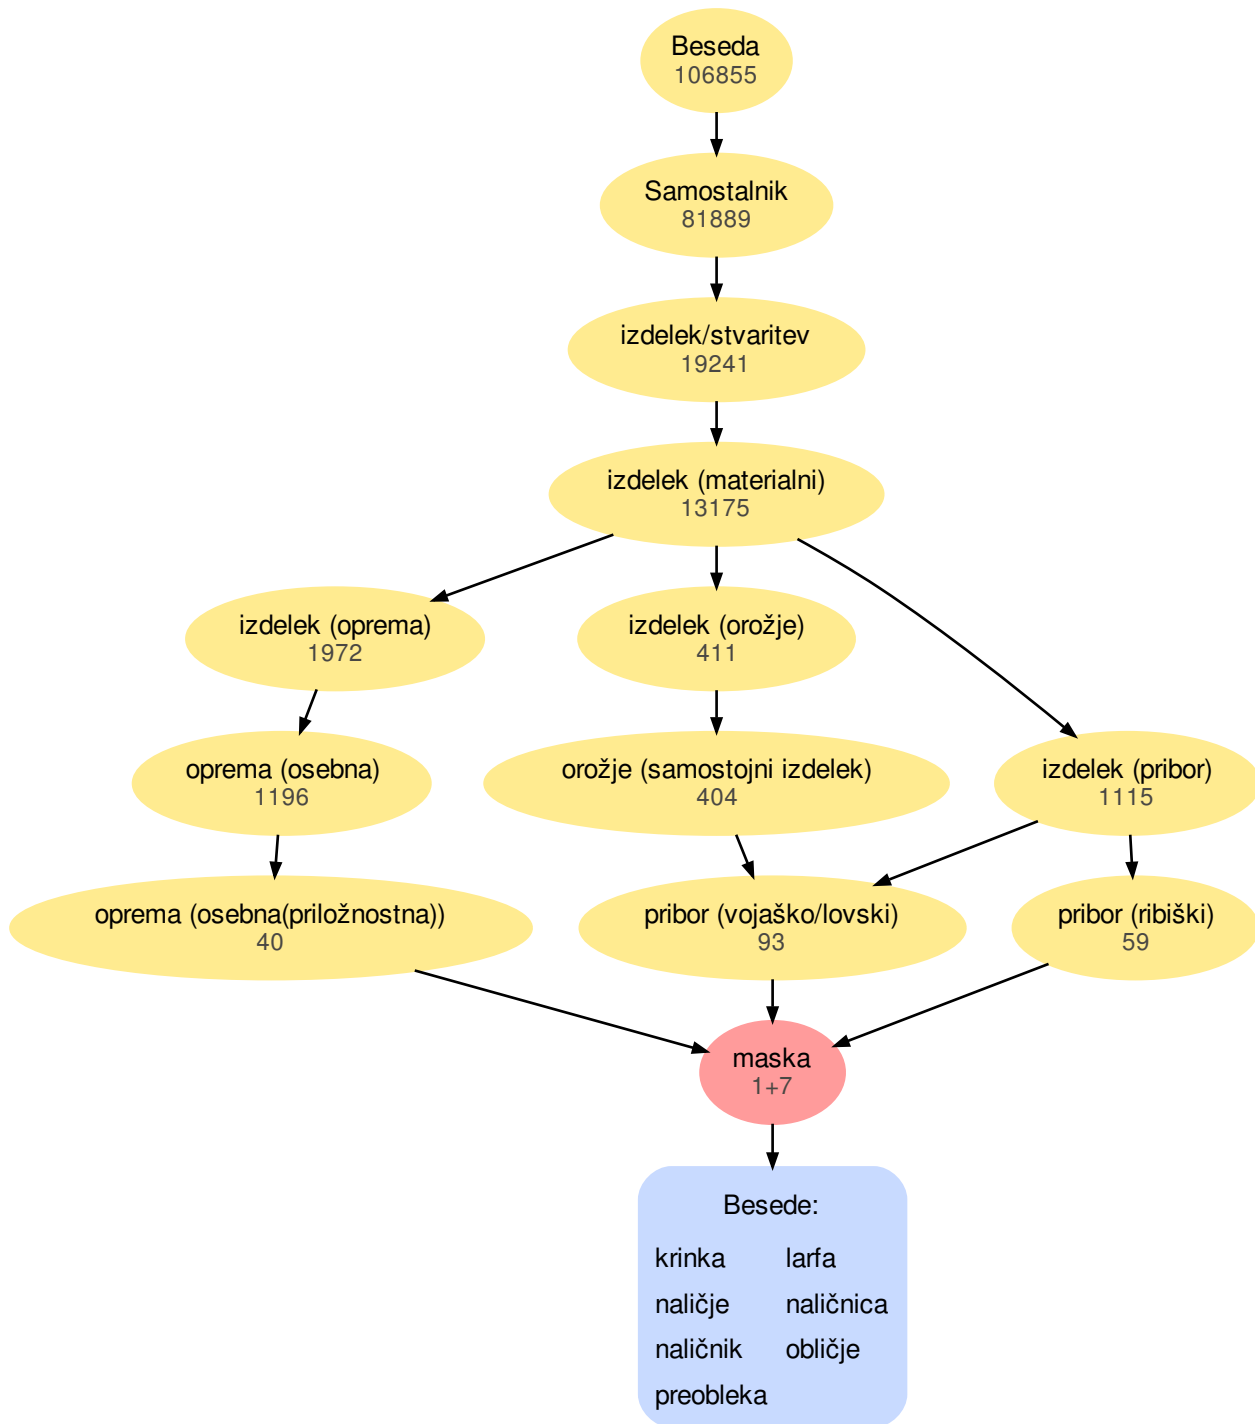 Beseda
106855
Samostalnik
81889
izdelek/stvaritev
19241
izdelek (materialni)
13175
izdelek (oprema)
1972
izdelek (orožje)
411
oprema (osebna)
1196
orožje (samostojni izdelek)
404
izdelek (pribor)
1115
oprema (osebna(priložnostna))
40
pribor (vojaško/lovski)
93
pribor (ribiški)
59
maska
1+7
Besede:
krinka larfa
naličje naličnica
naličnik obličje
preobleka